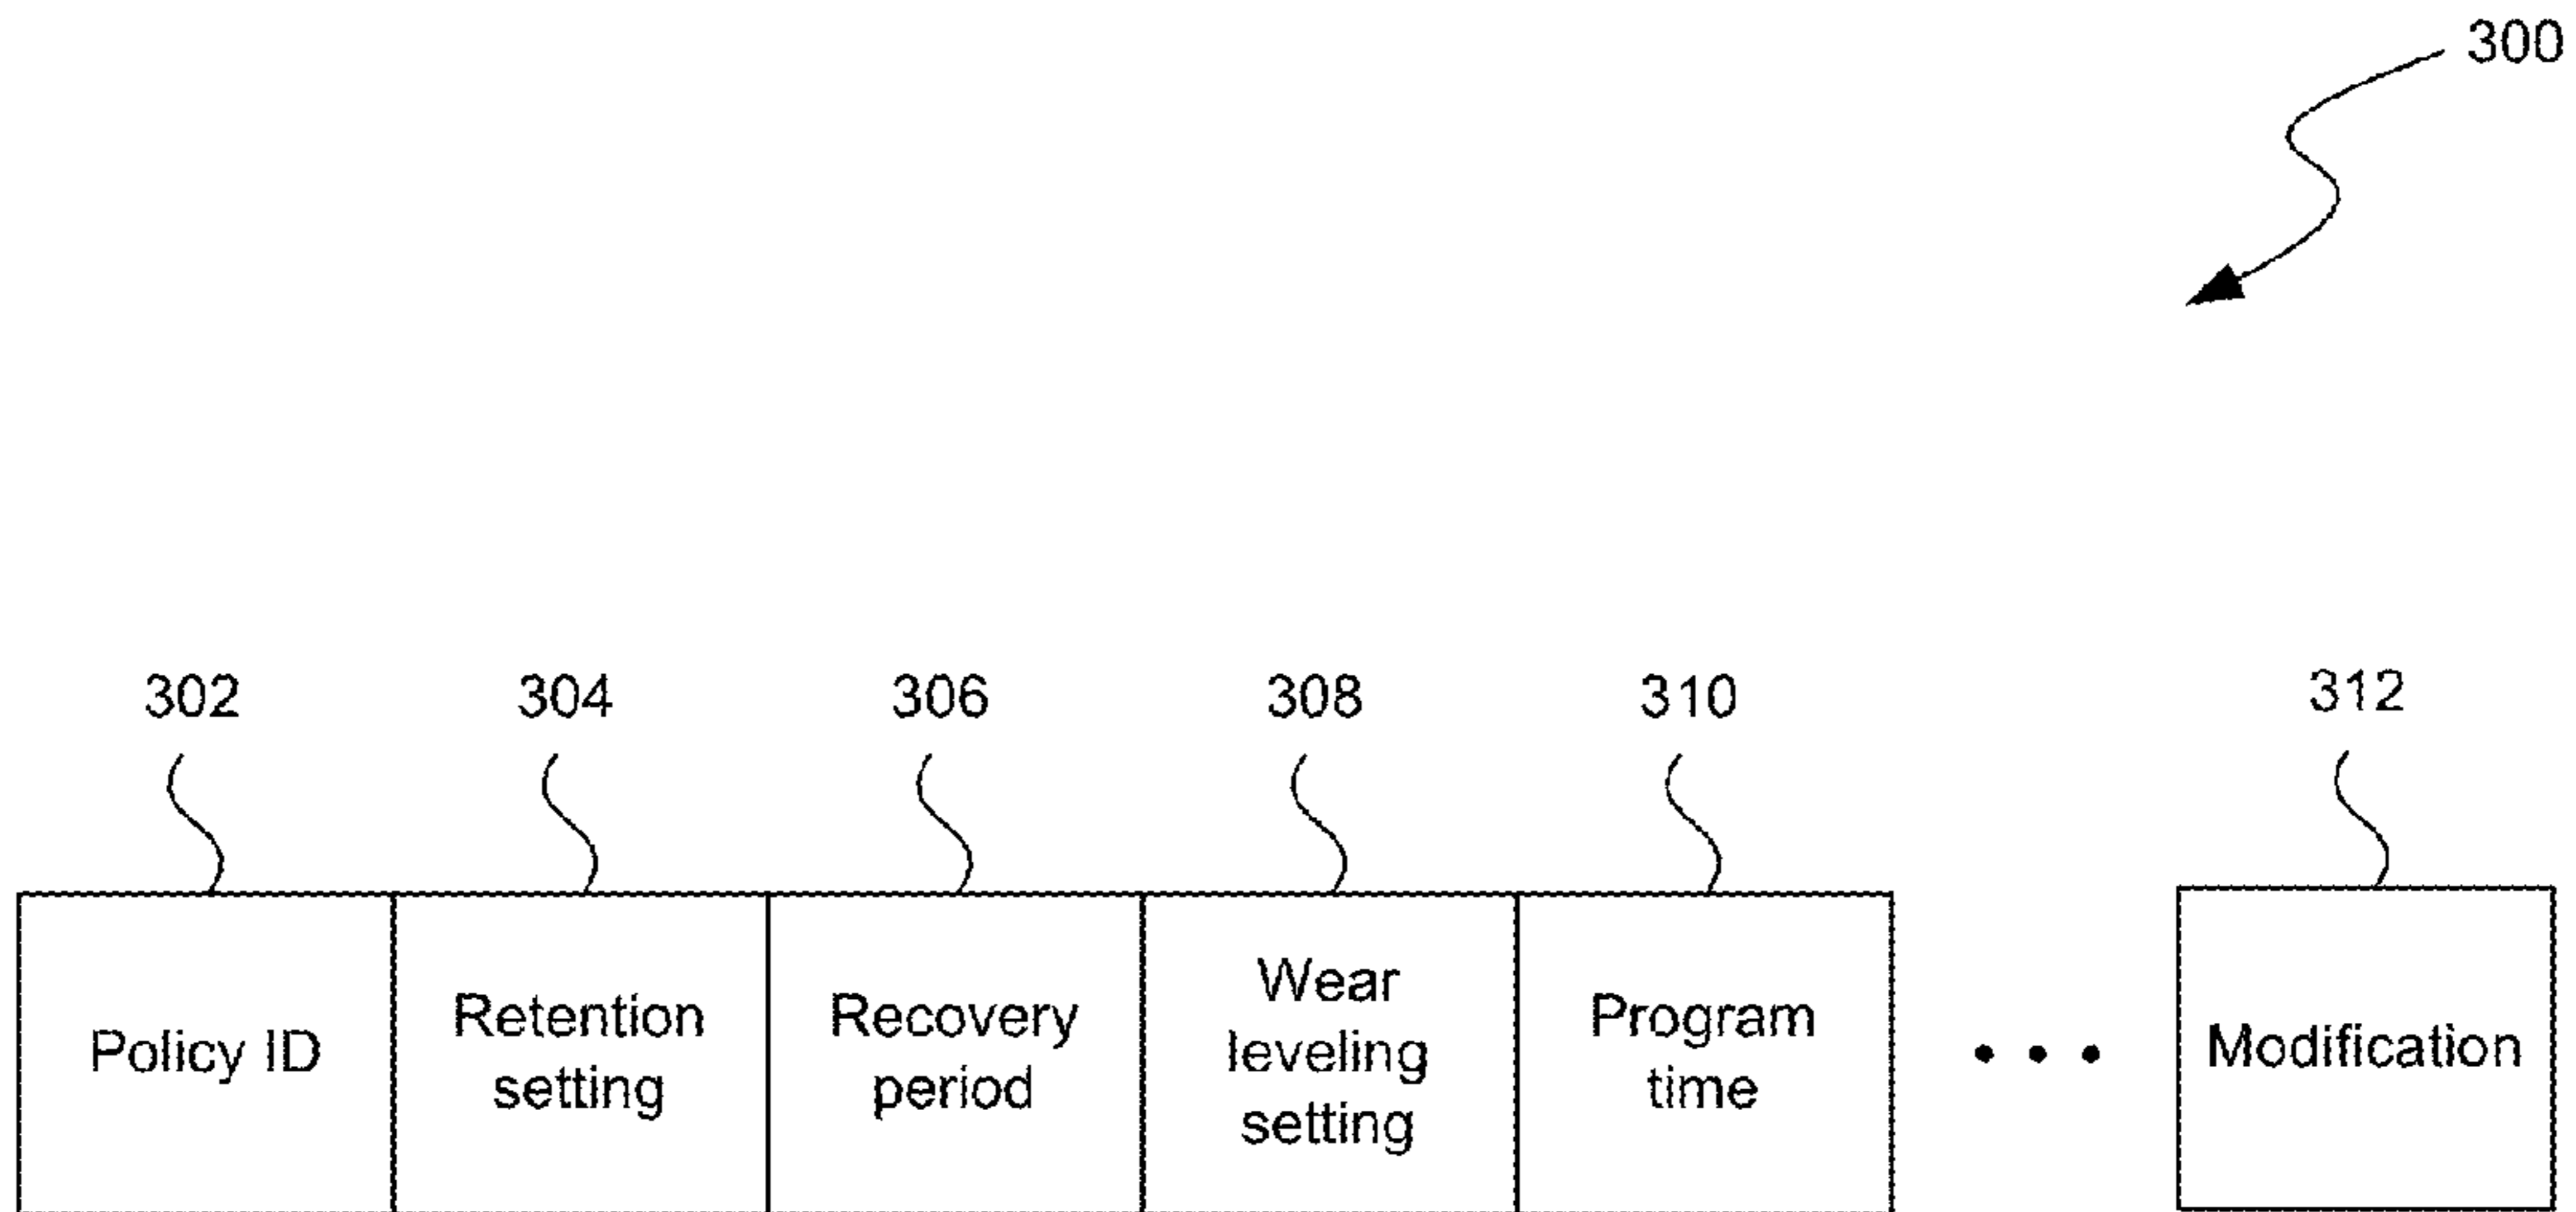 300
302
304
306
308
310
312
Policy ID
Retention
setting
Recovery
period
Wear
leveling
setting
Program
time
• • •
Modification